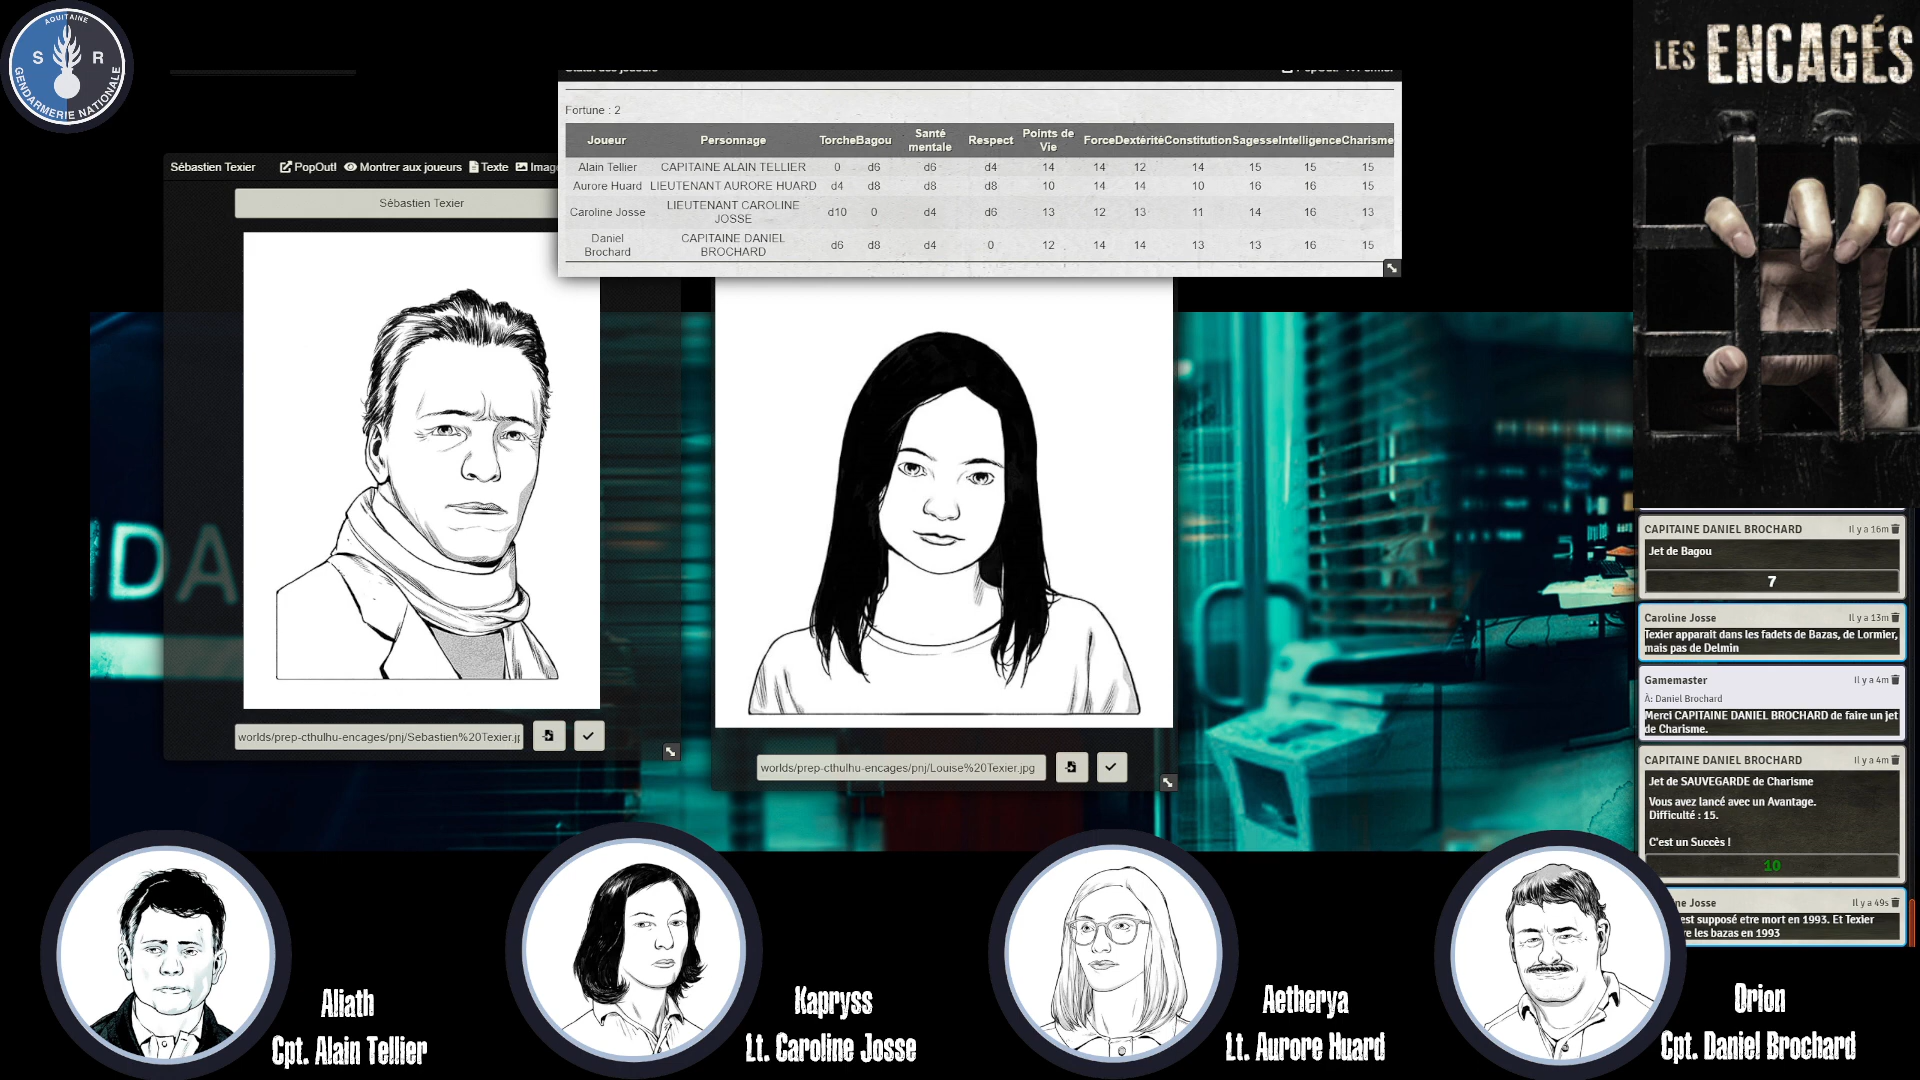 AQUITAINE
S R
GENDARMERIE NATIONALE
LES ENCAGÉS
Fortune : 2
Joueur Personnage Torche Bagou Santé mentale Respect Points de Vie Force Dextérité Constitution Sagesse Intelligence Charisme
Alain Tellier CAPITAINE ALAIN TELLIER 0 d6 d6 d4 14 14 12 14 15 15 15
Aurore Huard LIEUTENANT AURORE HUARD d4 d8 d8 d8 10 14 14 10 16 16 15
Caroline Josse LIEUTENANT CAROLINE JOSSE d10 0 d4 d6 13 12 13 11 14 16 13
Daniel Brochard CAPITAINE DANIEL BROCHARD d6 d8 d4 0 12 14 14 13 13 16 15
Sébastien Texier PopOut! Montrer aux joueurs Texte Imag
Sébastien Texier
DA
worlds/prep-cthulhu-encages/pnj/Sebastien%20Texier.j
worlds/prep-cthulhu-encages/pnj/Louise%20Texier.jpg
CAPITAINE DANIEL BROCHARD Il y a 16m
Jet de Bagou
7
Caroline Josse Il y a 13m
Texier apparait dans les fadets de Bazas, de Lormier,
mais pas de Delmin
Gamemaster Il y a 4m
À: Daniel Brochard
Merci CAPITAINE DANIEL BROCHARD de faire un jet
de Charisme.
CAPITAINE DANIEL BROCHARD Il y a 4m
Jet de SAUVEGARDE de Charisme
Vous avez lancé avec un Avantage.
Difficulté : 15.
C'est un Succès !
10
ne Josse Il y a 49s
est supposé etre mort en 1993. Et Texier
re les bazas en 1993
Aliath
Cpt. Alain Tellier
Kapryss
Lt. Caroline Josse
Aetherya
Lt. Aurore Huard
Orion
Cpt. Daniel Brochard